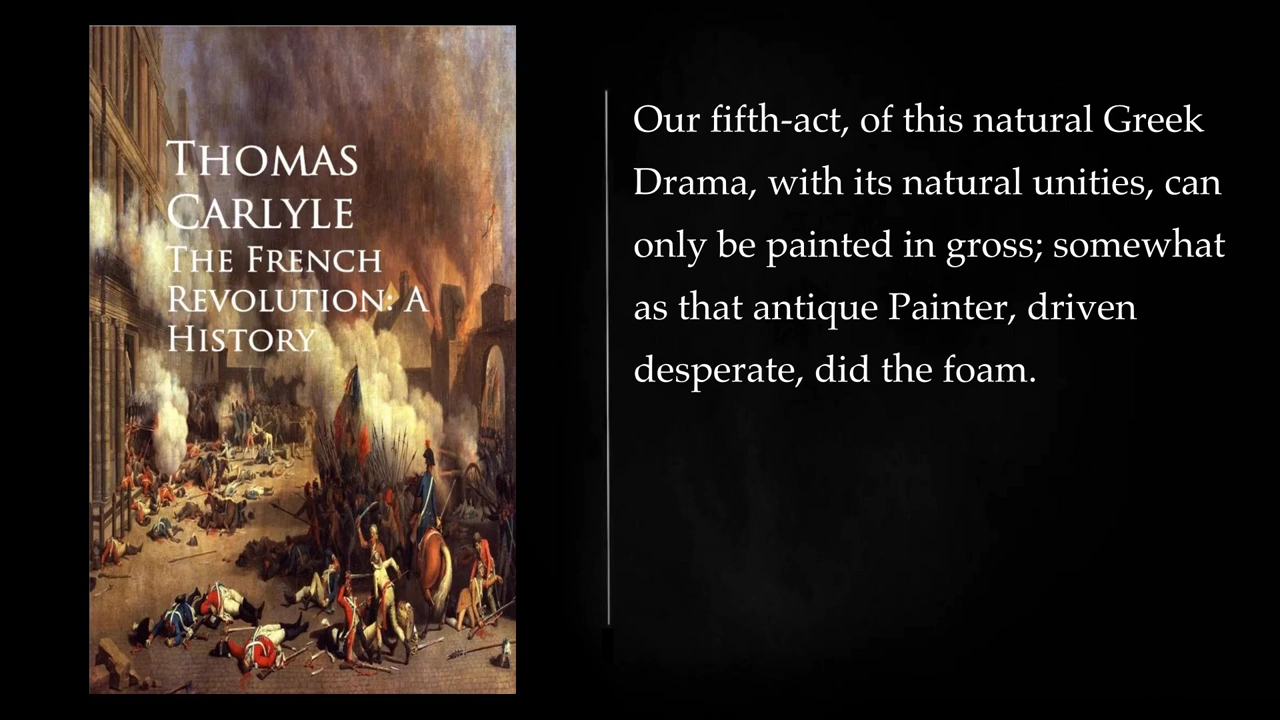 THOMAS
CARLYLE
THE FRENCH
REVOLUTION: A
HISTORY
Our fifth-act, of this natural Greek
Drama, with its natural unities, can
only be painted in gross; somewhat
as that antique Painter, driven
desperate, did the foam.